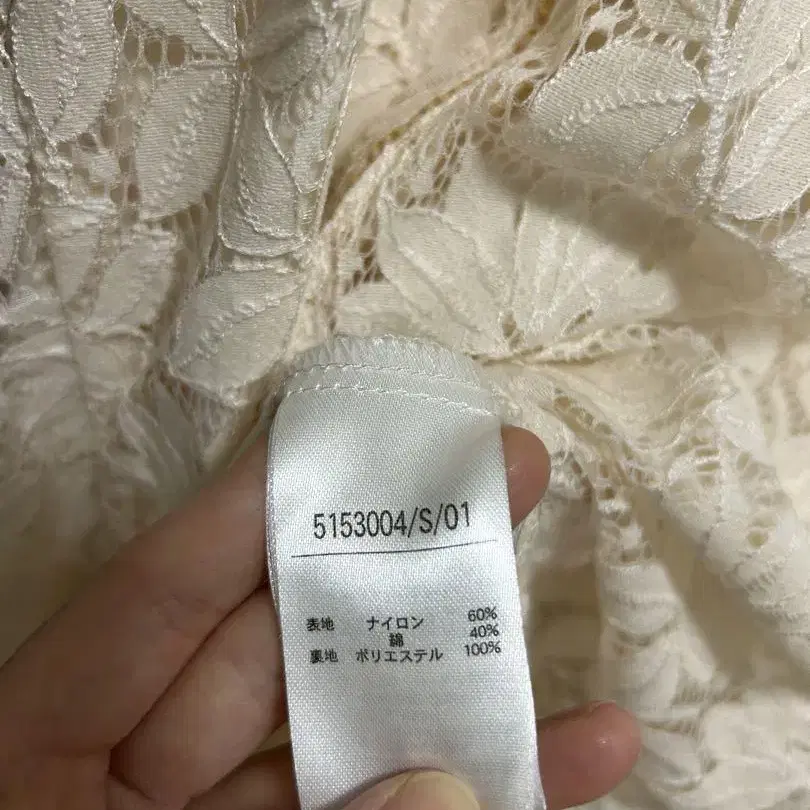 5153004/S/01
表地 ナイロン 60%
綿 40%
裏地 ポリエステル 100%